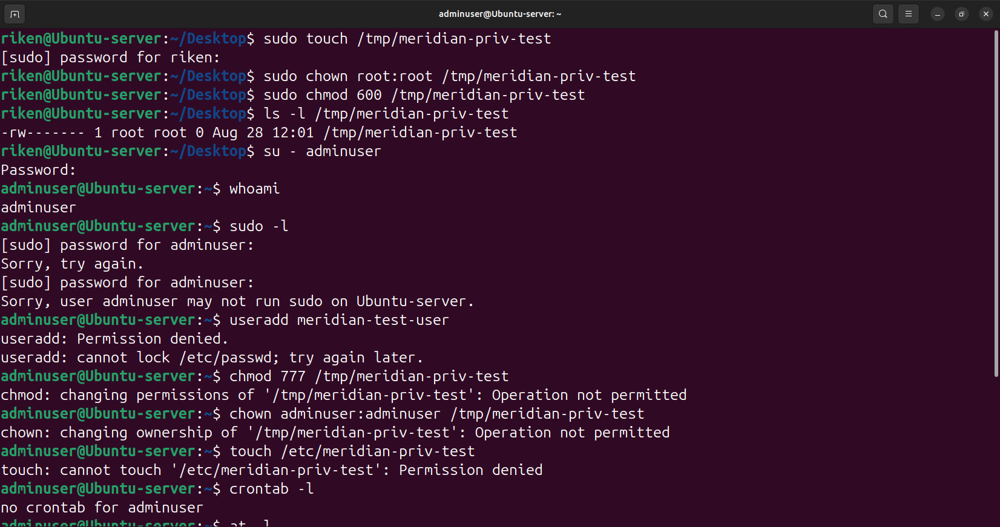 adminuser@Ubuntu-server: ~
riken@Ubuntu-server:~/Desktop$ sudo touch /tmp/meridian-priv-test
[sudo] password for riken:
riken@Ubuntu-server:~/Desktop$ sudo chown root:root /tmp/meridian-priv-test
riken@Ubuntu-server:~/Desktop$ sudo chmod 600 /tmp/meridian-priv-test
riken@Ubuntu-server:~/Desktop$ ls -l /tmp/meridian-priv-test
-rw------- 1 root root 0 Aug 28 12:01 /tmp/meridian-priv-test
riken@Ubuntu-server:~/Desktop$ su - adminuser
Password:
adminuser@Ubuntu-server:~$ whoami
adminuser
adminuser@Ubuntu-server:~$ sudo -l
[sudo] password for adminuser:
Sorry, try again.
[sudo] password for adminuser:
Sorry, user adminuser may not run sudo on Ubuntu-server.
adminuser@Ubuntu-server:~$ useradd meridian-test-user
useradd: Permission denied.
useradd: cannot lock /etc/passwd; try again later.
adminuser@Ubuntu-server:~$ chmod 777 /tmp/meridian-priv-test
chmod: changing permissions of '/tmp/meridian-priv-test': Operation not permitted
adminuser@Ubuntu-server:~$ chown adminuser:adminuser /tmp/meridian-priv-test
chown: changing ownership of '/tmp/meridian-priv-test': Operation not permitted
adminuser@Ubuntu-server:~$ touch /etc/meridian-priv-test
touch: cannot touch '/etc/meridian-priv-test': Permission denied
adminuser@Ubuntu-server:~$ crontab -l
no crontab for adminuser
adminuser@Ubuntu-server:~$ at